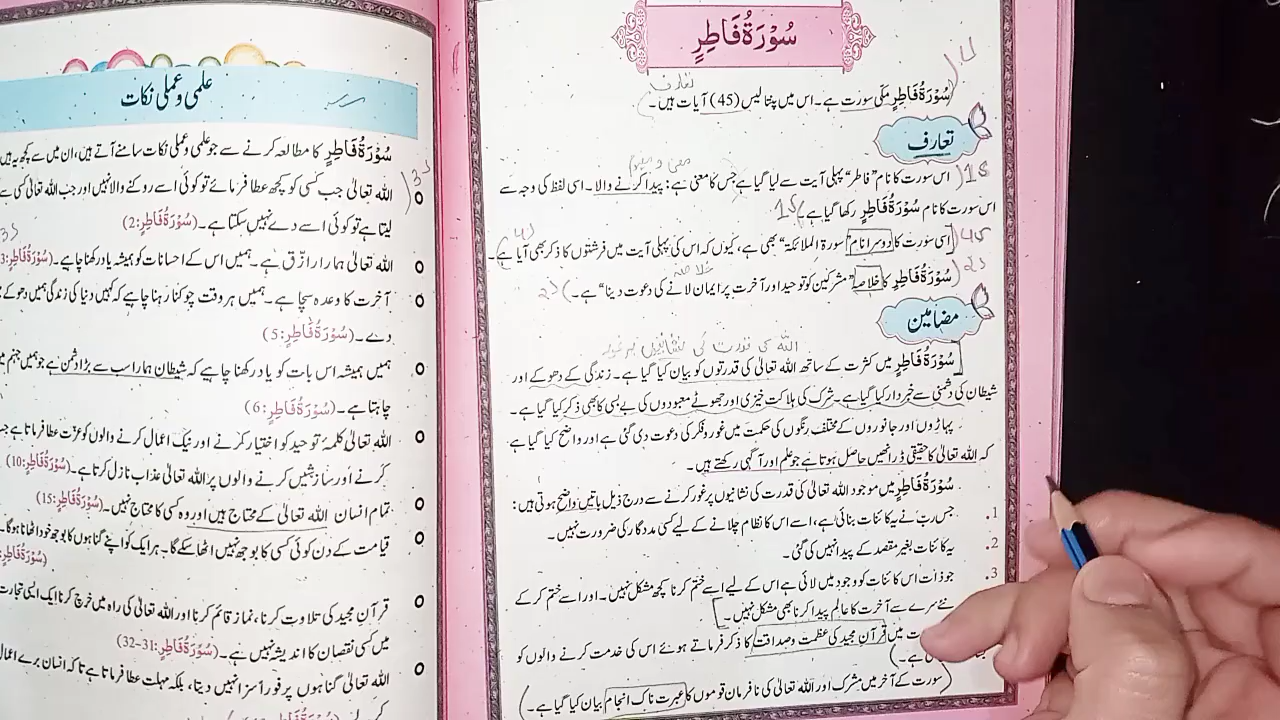 سُوْرَةُ فَاطِرٍ
تعارف
سُوْرَةُ فَاطِرٍ مکّی سورت ہے۔ اس میں پنتالیس (45) آیات ہیں۔
تعارف
اس سورت کا نام "فاطر" پہلی آیت سے لیا گیا ہے جس کا معنی ہے: پیدا کرنے والا۔ اسی لفظ کی وجہ سے
اس سورت کا نام سُوْرَةُ فَاطِرٍ رکھا گیا ہے۔
اسی سورت کا دوسرا نام "سورۃ الملائکۃ" بھی ہے، کیوں کہ اس کی پہلی آیت میں فرشتوں کا ذکر بھی آیا ہے۔
خلاصہ
سُوْرَةُ فَاطِرٍ کا خلاصہ "مشرکین کو توحید اور آخرت پر ایمان لانے کی دعوت دینا" ہے۔
مضامین
اللہ کی قدرت کی نشانیوں پر غور
سُوْرَةُ فَاطِرٍ میں کثرت کے ساتھ اللہ تعالیٰ کی قدرتوں کو بیان کیا گیا ہے۔ زندگی کے دھوکے اور
شیطان کی دشمنی سے خبردار کیا گیا ہے۔ شرک کی ہلاکت خیزی اور جھوٹے معبودوں کی بے بسی کا بھی ذکر کیا گیا ہے۔
پہاڑوں اور جانوروں کے مختلف رنگوں کی حکمت میں غور و فکر کی دعوت دی گئی ہے اور واضح کیا گیا ہے
کہ اللہ تعالیٰ کا حقیقی ڈر انھیں حاصل ہوتا ہے جو علم اور آگہی رکھتے ہیں۔
سُوْرَةُ فَاطِرٍ میں موجود اللہ تعالیٰ کی قدرت کی نشانیوں پر غور کرنے سے درج ذیل باتیں واضح ہوتی ہیں:
1. جس رب نے یہ کائنات بنائی ہے، اسے اس کا نظام چلانے کے لیے کسی مددگار کی ضرورت نہیں۔
2. یہ کائنات بغیر مقصد کے پیدا نہیں کی گئی۔
3. جو ذات اس کائنات کو وجود میں لائی ہے اس کے لیے اسے ختم کرنا کچھ مشکل نہیں۔ اور اسے ختم کر کے
نئے سرے سے آخرت کا عالم پیدا کرنا بھی مشکل نہیں۔
میں قرآنِ مجید کی عظمت و صداقت کا ذکر فرماتے ہوئے اس کی خدمت کرنے والوں کو
ہے۔
سورت کے آخر میں مشرک اور اللہ تعالیٰ کی نافرمان قوموں کا عبرت ناک انجام بیان کیا گیا ہے۔
علمی و عملی نکات
سُوْرَةُ فَاطِرٍ کا مطالعہ کرنے سے جو علمی و عملی نکات سامنے آتے ہیں، ان میں سے کچھ یہ ہیں
اللہ تعالیٰ جب کسی کو کچھ عطا فرمائے تو کوئی اسے روکنے والا نہیں اور جب اللہ تعالیٰ کسی سے
لیتا ہے تو کوئی اسے دے نہیں سکتا ہے۔ (سُوْرَةُ فَاطِرٍ: 2)
اللہ تعالیٰ ہمارا رازق ہے۔ ہمیں اس کے احسانات کو ہمیشہ یاد رکھنا چاہیے۔ (سُوْرَةُ فَاطِرٍ: 3
آخرت کا وعدہ سچا ہے۔ ہمیں ہر وقت چوکنا رہنا چاہیے کہ کہیں دنیا کی زندگی ہمیں دھوکے
دے۔ (سُوْرَةُ فَاطِرٍ: 5)
ہمیں ہمیشہ اس بات کو یاد رکھنا چاہیے کہ شیطان ہمارا سب سے بڑا دشمن ہے جو ہمیں جہنم میں
چاہتا ہے۔ (سُوْرَةُ فَاطِرٍ: 6)
اللہ تعالیٰ کلمۂ توحید کو اختیار کرنے اور نیک اعمال کرنے والوں کو عزت عطا فرماتا ہے
کرنے اور سازشیں کرنے والوں پر اللہ تعالیٰ عذاب نازل کرتا ہے۔ (سُوْرَةُ فَاطِرٍ: 10)
تمام انسان اللہ تعالیٰ کے محتاج ہیں اور وہ کسی کا محتاج نہیں۔ (سُوْرَةُ فَاطِرٍ: 15)
قیامت کے دن کوئی کسی کا بوجھ نہیں اٹھا سکے گا۔ ہر ایک کو اپنے گناہوں کا بوجھ خود اٹھانا ہو گا۔
(سُوْرَةُ فَاطِرٍ:
قرآنِ مجید کی تلاوت کرنا، نماز قائم کرنا اور اللہ تعالیٰ کی راہ میں خرچ کرنا ایک ایسی تجارت
میں کسی نقصان کا اندیشہ نہیں ہے۔ (سُوْرَةُ فَاطِرٍ: 31-32)
اللہ تعالیٰ گناہوں پر فوراً سزا نہیں دیتا، بلکہ مہلت عطا فرماتا ہے تاکہ انسان برے اعمال